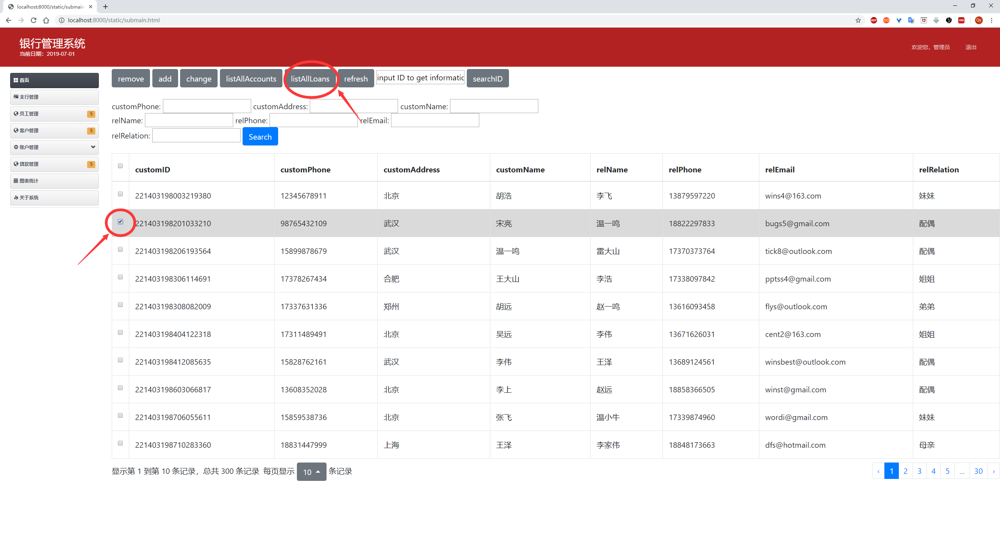 localhost:8000/static/submain
localhost:8000/static/submain.html
ABP
CORS
Qy
银行管理系统
当前日期：2019-07-01
欢迎您，管理员 退出
首页
支行管理
员工管理 5
客户管理 5
账户管理
贷款管理 5
图表统计
关于系统
remove add change listAllAccounts listAllLoans refresh input ID to get informatic searchID
customPhone: customAddress: customName:
relName: relPhone: relEmail:
relRelation: Search
customID customPhone customAddress customName relName relPhone relEmail relRelation
221403198003219380 12345678911 北京 胡浩 李飞 13879597220 wins4@163.com 妹妹
221403198201033210 98765432109 武汉 宋亮 温一鸣 18822297833 bugs5@gmail.com 配偶
221403198206193564 15899878679 武汉 温一鸣 雷大山 17370373764 tick8@outlook.com 配偶
221403198306114691 17378267434 合肥 王大山 李浩 17338097842 pptss4@gmail.com 姐姐
221403198308082009 17337631336 郑州 胡远 赵一鸣 13616093458 flys@outlook.com 弟弟
221403198404122318 17311489491 北京 吴远 李伟 13671626031 cent2@163.com 姐姐
221403198412085635 15828762161 武汉 李伟 王泽 13689124561 winsbest@outlook.com 配偶
221403198603066817 13608352028 北京 李上 赵远 18858366505 winst@gmail.com 配偶
221403198706055611 15859538736 北京 张飞 温小牛 17339874960 wordi@gmail.com 妹妹
221403198710283360 18831447999 上海 王泽 李家伟 18848173663 dfs@hotmail.com 母亲
显示第 1 到第 10 条记录，总共 300 条记录 每页显示 10 条记录
‹ 1 2 3 4 5 ... 30 ›